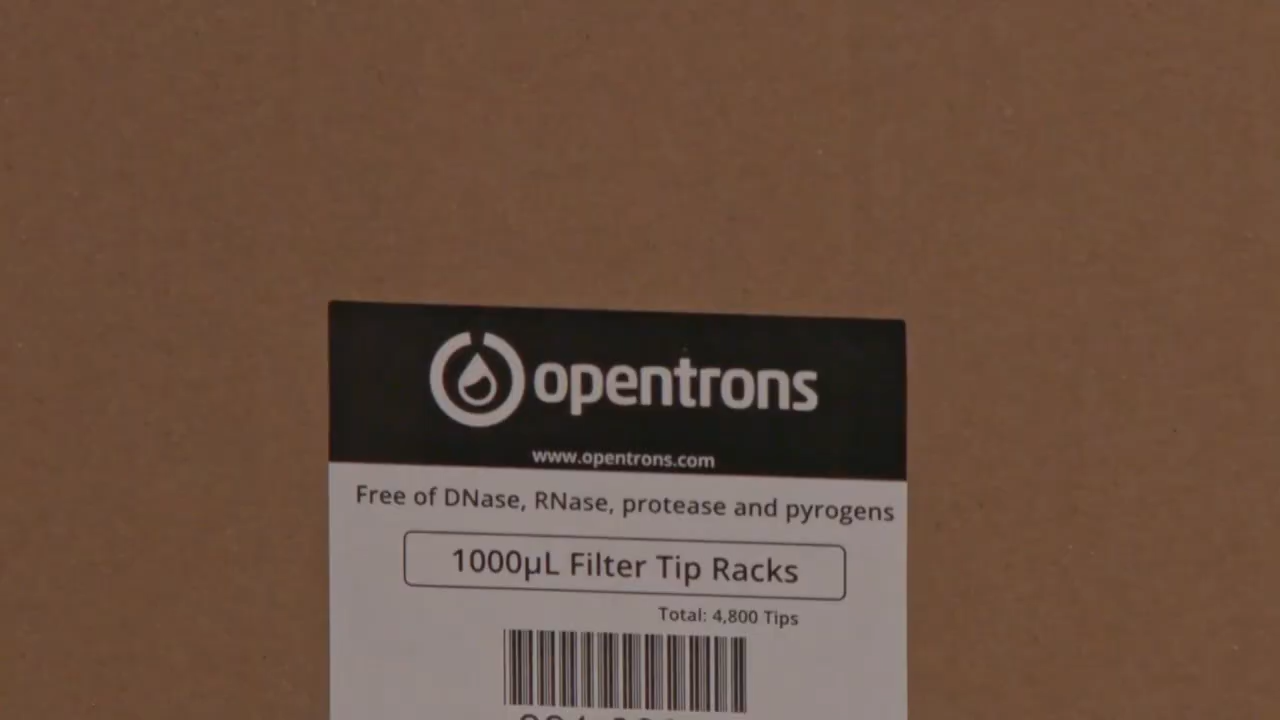 opentrons
www.opentrons.com
Free of DNase, RNase, protease and pyrogens
1000µL Filter Tip Racks
Total: 4,800 Tips